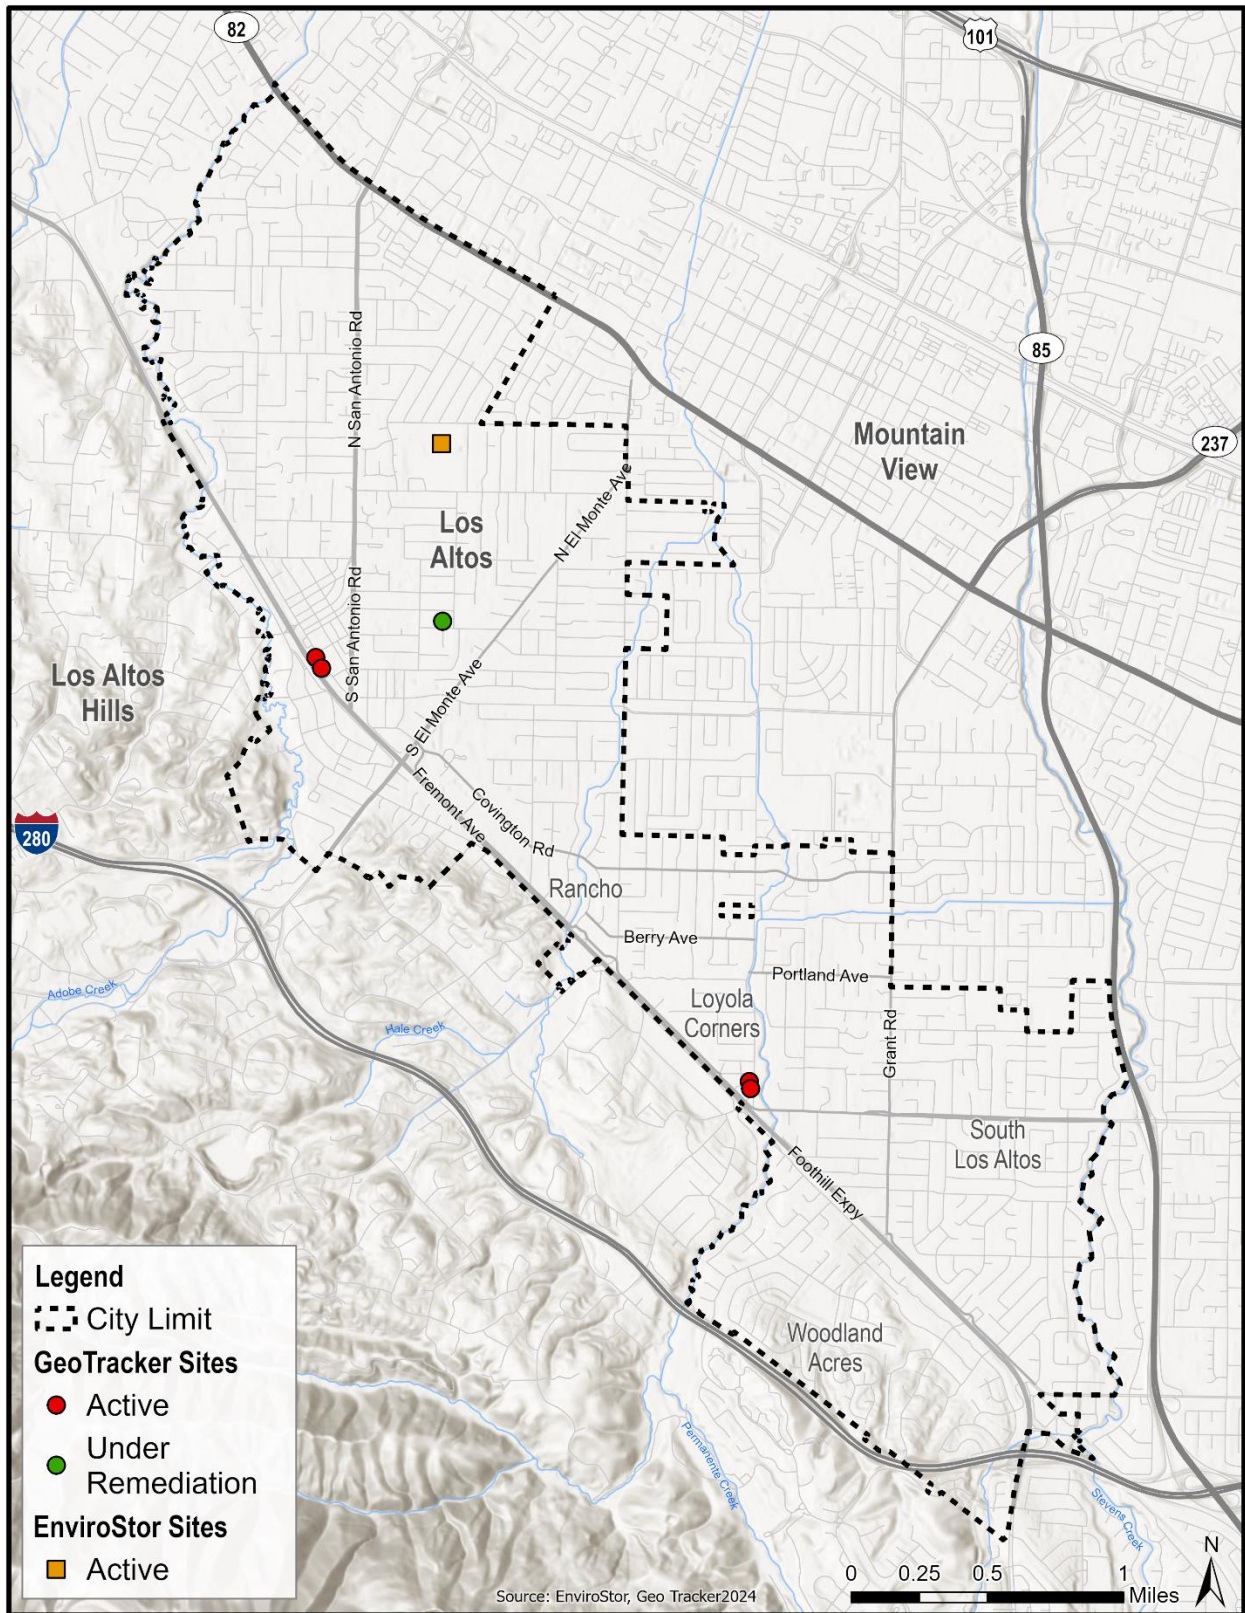 82
101
N San Antonio Rd
85
Mountain
View
237
N El Monte Ave
Los
Altos
S San Antonio Rd
Los Altos
Hills
S El Monte Ave
Fremont Ave
Covington Rd
280
Rancho
Berry Ave
Portland Ave
Adobe Creek
Loyola
Corners
Hale Creek
Grant Rd
South
Los Altos
Foothill Expy
Woodland
Acres
Permanente Creek
Stevens Creek
Legend
City Limit
GeoTracker Sites
Active
Under
Remediation
EnviroStor Sites
Active
Source: EnviroStor, Geo Tracker2024
0 0.25 0.5 1
Miles
N